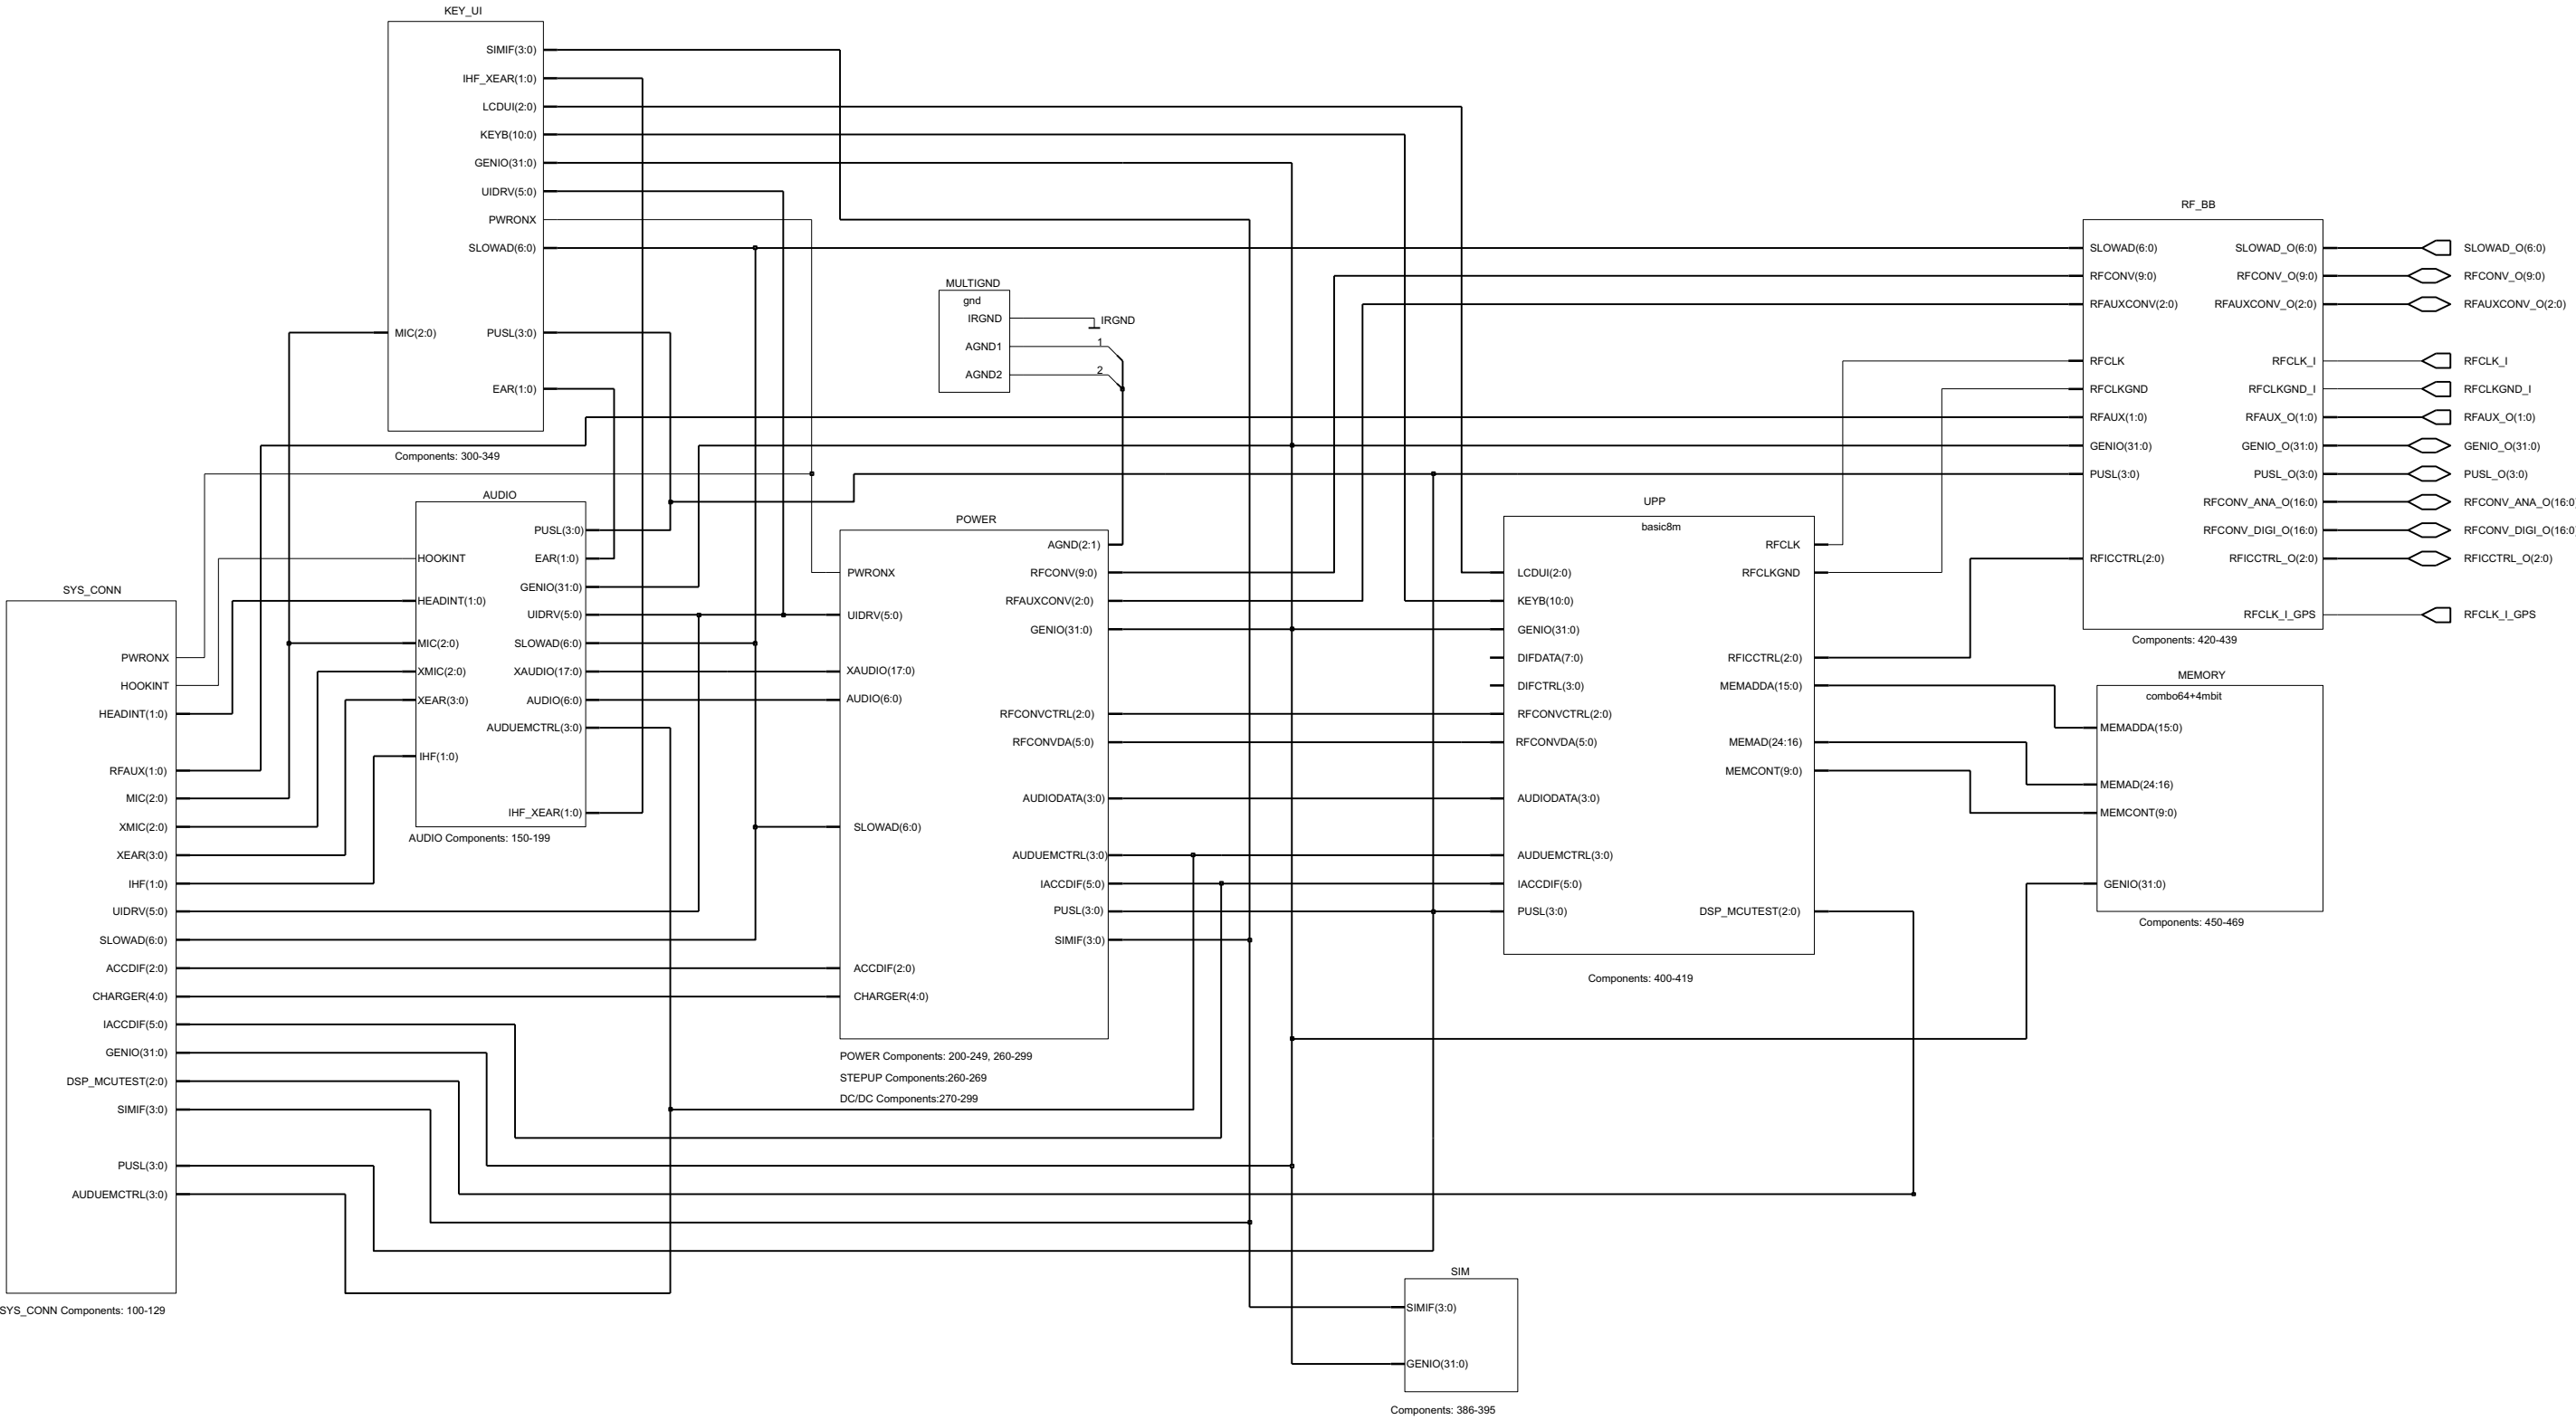 KEY_UI
SIMIF(3:0)
IHF_XEAR(1:0)
LCDUI(2:0)
KEYB(10:0)
GENIO(31:0)
UIDRV(5:0)
PWRONX
SLOWAD(6:0)
MIC(2:0)
PUSL(3:0)
EAR(1:0)
Components: 300-349
MULTIGND
gnd
IRGND
AGND1
AGND2
IRGND
1
2
RF_BB
SLOWAD(6:0)
RFCONV(9:0)
RFAUXCONV(2:0)
RFCLK
RFCLKGND
RFAUX(1:0)
GENIO(31:0)
PUSL(3:0)
RFICCTRL(2:0)
SLOWAD_O(6:0)
RFCONV_O(9:0)
RFAUXCONV_O(2:0)
RFCLK_I
RFCLKGND_I
RFAUX_O(1:0)
GENIO_O(31:0)
PUSL_O(3:0)
RFCONV_ANA_O(16:0)
RFCONV_DIGI_O(16:0)
RFICCTRL_O(2:0)
RFCLK_I_GPS
Components: 420-439
SLOWAD_O(6:0)
RFCONV_O(9:0)
RFAUXCONV_O(2:0)
RFCLK_I
RFCLKGND_I
RFAUX_O(1:0)
GENIO_O(31:0)
PUSL_O(3:0)
RFCONV_ANA_O(16:0
RFCONV_DIGI_O(16:0
RFICCTRL_O(2:0)
RFCLK_I_GPS
AUDIO
HOOKINT
HEADINT(1:0)
MIC(2:0)
XMIC(2:0)
XEAR(3:0)
IHF(1:0)
PUSL(3:0)
EAR(1:0)
GENIO(31:0)
UIDRV(5:0)
SLOWAD(6:0)
XAUDIO(17:0)
AUDIO(6:0)
AUDUEMCTRL(3:0)
IHF_XEAR(1:0)
AUDIO Components: 150-199
POWER
PWRONX
UIDRV(5:0)
XAUDIO(17:0)
AUDIO(6:0)
SLOWAD(6:0)
ACCDIF(2:0)
CHARGER(4:0)
AGND(2:1)
RFCONV(9:0)
RFAUXCONV(2:0)
GENIO(31:0)
RFCONVCTRL(2:0)
RFCONVDA(5:0)
AUDIODATA(3:0)
AUDUEMCTRL(3:0)
IACCDIF(5:0)
PUSL(3:0)
SIMIF(3:0)
POWER Components: 200-249, 260-299
STEPUP Components:260-269
DC/DC Components:270-299
UPP
basic8m
LCDUI(2:0)
KEYB(10:0)
GENIO(31:0)
DIFDATA(7:0)
DIFCTRL(3:0)
RFCONVCTRL(2:0)
RFCONVDA(5:0)
AUDIODATA(3:0)
AUDUEMCTRL(3:0)
IACCDIF(5:0)
PUSL(3:0)
RFCLK
RFCLKGND
RFICCTRL(2:0)
MEMADDA(15:0)
MEMAD(24:16)
MEMCONT(9:0)
DSP_MCUTEST(2:0)
Components: 400-419
MEMORY
combo64+4mbit
MEMADDA(15:0)
MEMAD(24:16)
MEMCONT(9:0)
GENIO(31:0)
Components: 450-469
SYS_CONN
PWRONX
HOOKINT
HEADINT(1:0)
RFAUX(1:0)
MIC(2:0)
XMIC(2:0)
XEAR(3:0)
IHF(1:0)
UIDRV(5:0)
SLOWAD(6:0)
ACCDIF(2:0)
CHARGER(4:0)
IACCDIF(5:0)
GENIO(31:0)
DSP_MCUTEST(2:0)
SIMIF(3:0)
PUSL(3:0)
AUDUEMCTRL(3:0)
SYS_CONN Components: 100-129
SIM
SIMIF(3:0)
GENIO(31:0)
Components: 386-395